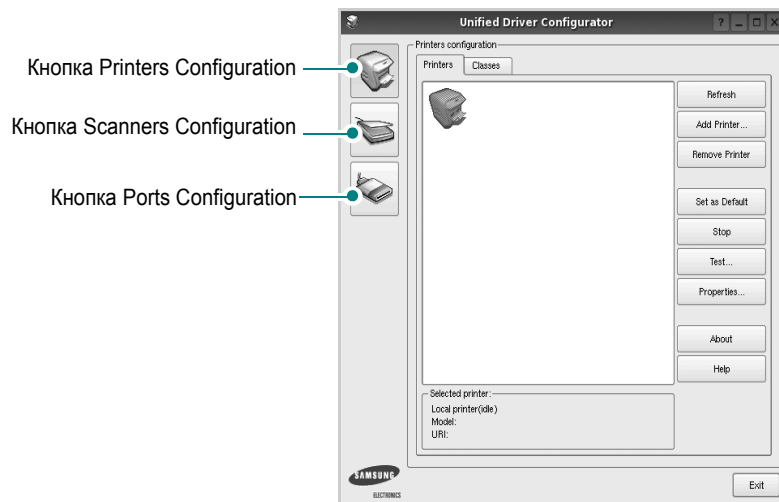 Unified Driver Configurator
Кнопка Printers Configuration
Кнопка Scanners Configuration
Кнопка Ports Configuration
Printers configuration
Printers
Classes
Refresh
Add Printer...
Remove Printer
Set as Default
Stop
Test...
Properties...
About
Help
Selected printer:
Local printer(idle)
Model:
URI:
SAMSUNG
ELECTRONICS
Exit